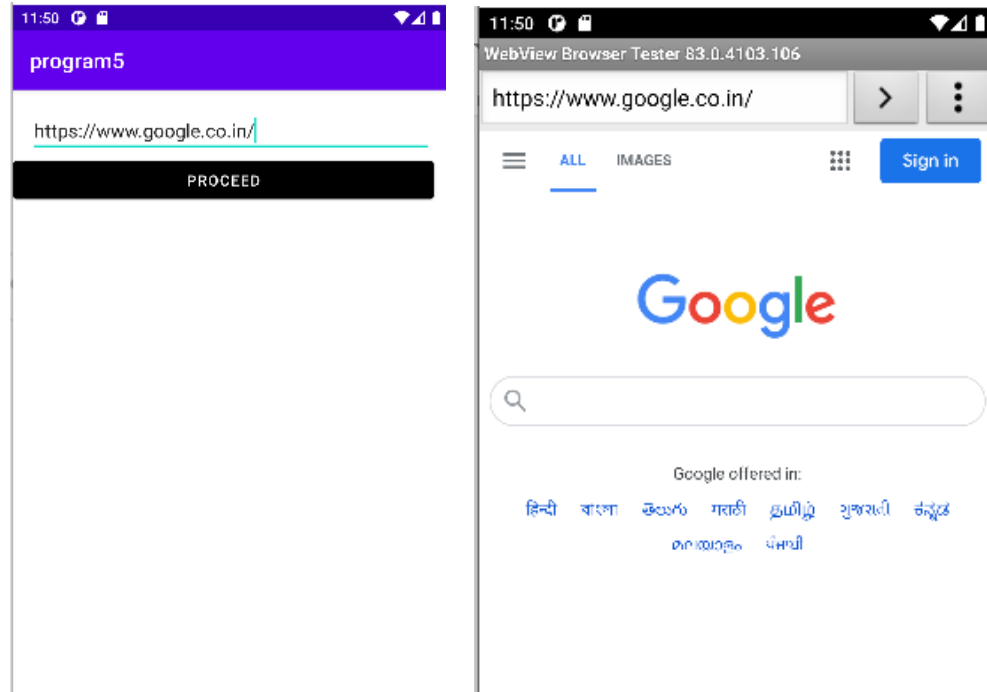 11:50
program5
https://www.google.co.in/
PROCEED
11:50
WebView Browser Tester 83.0.4103.106
https://www.google.co.in/
ALL IMAGES Sign in
Google
Google offered in:
हिन्दी বাংলা తెలుగు मराठी தமிழ் ગુજરાતી ಕನ್ನಡ
മലയാളം ਪੰਜਾਬੀ